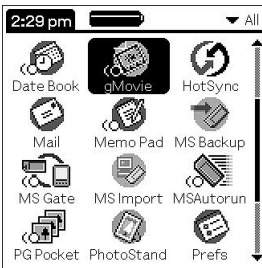 2:29 pm All
Date Book gMovie HotSync
Mail Memo Pad MS Backup
MS Gate MS Import MSAutorun
PG Pocket PhotoStand Prefs